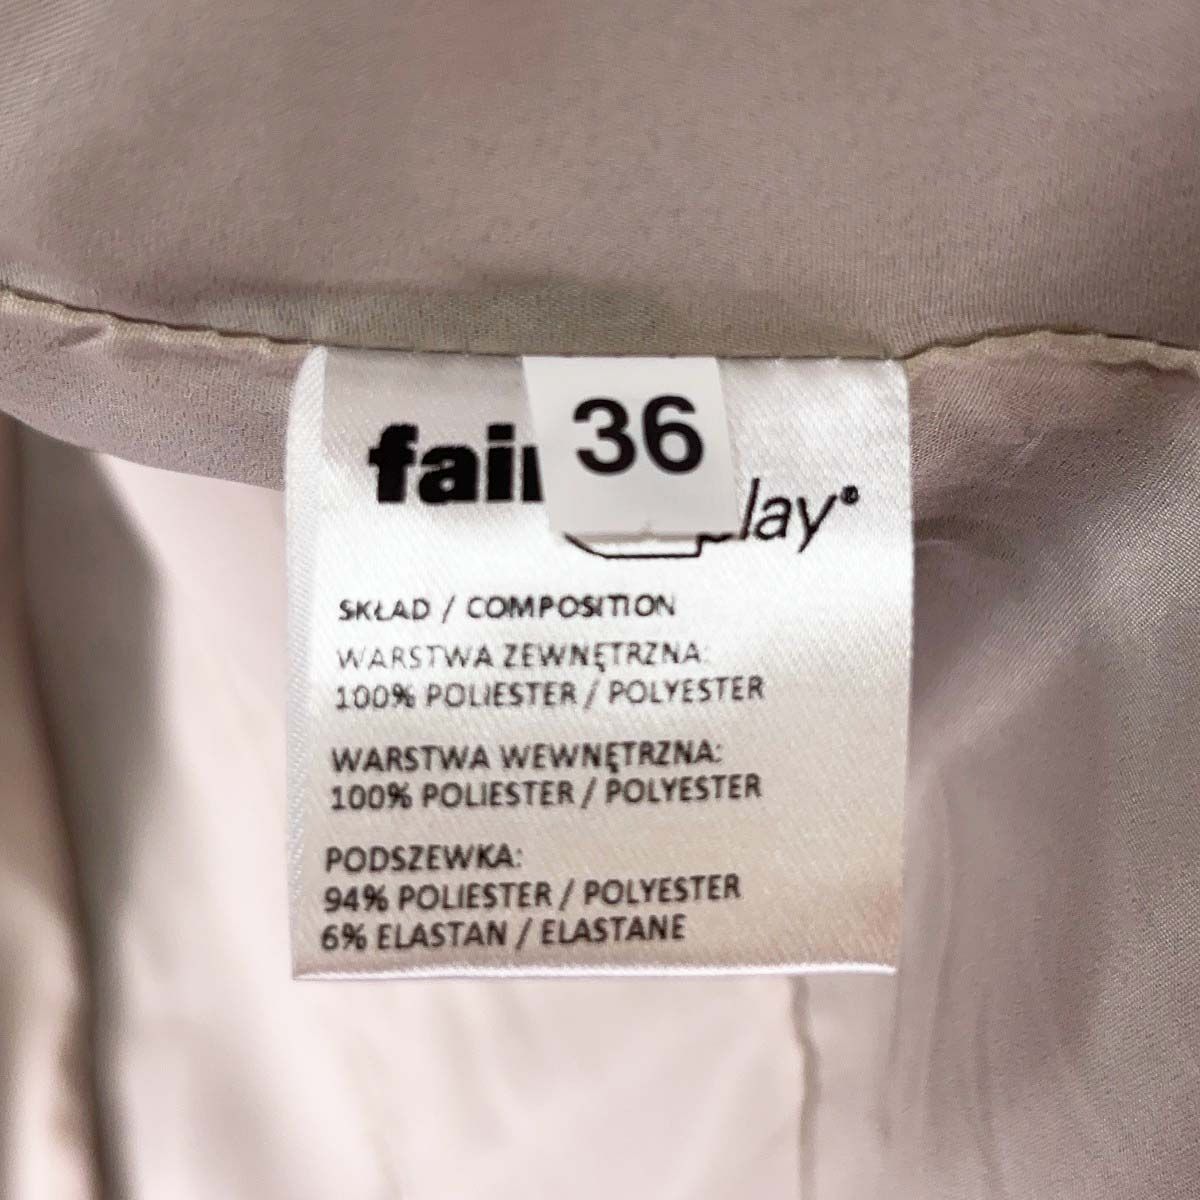 36
fair
lay®
SKŁAD / COMPOSITION
WARSTWA ZEWNĘTRZNA:
100% POLIESTER / POLYESTER
WARSTWA WEWNĘTRZNA:
100% POLIESTER / POLYESTER
PODSZEWKA:
94% POLIESTER / POLYESTER
6% ELASTAN / ELASTANE